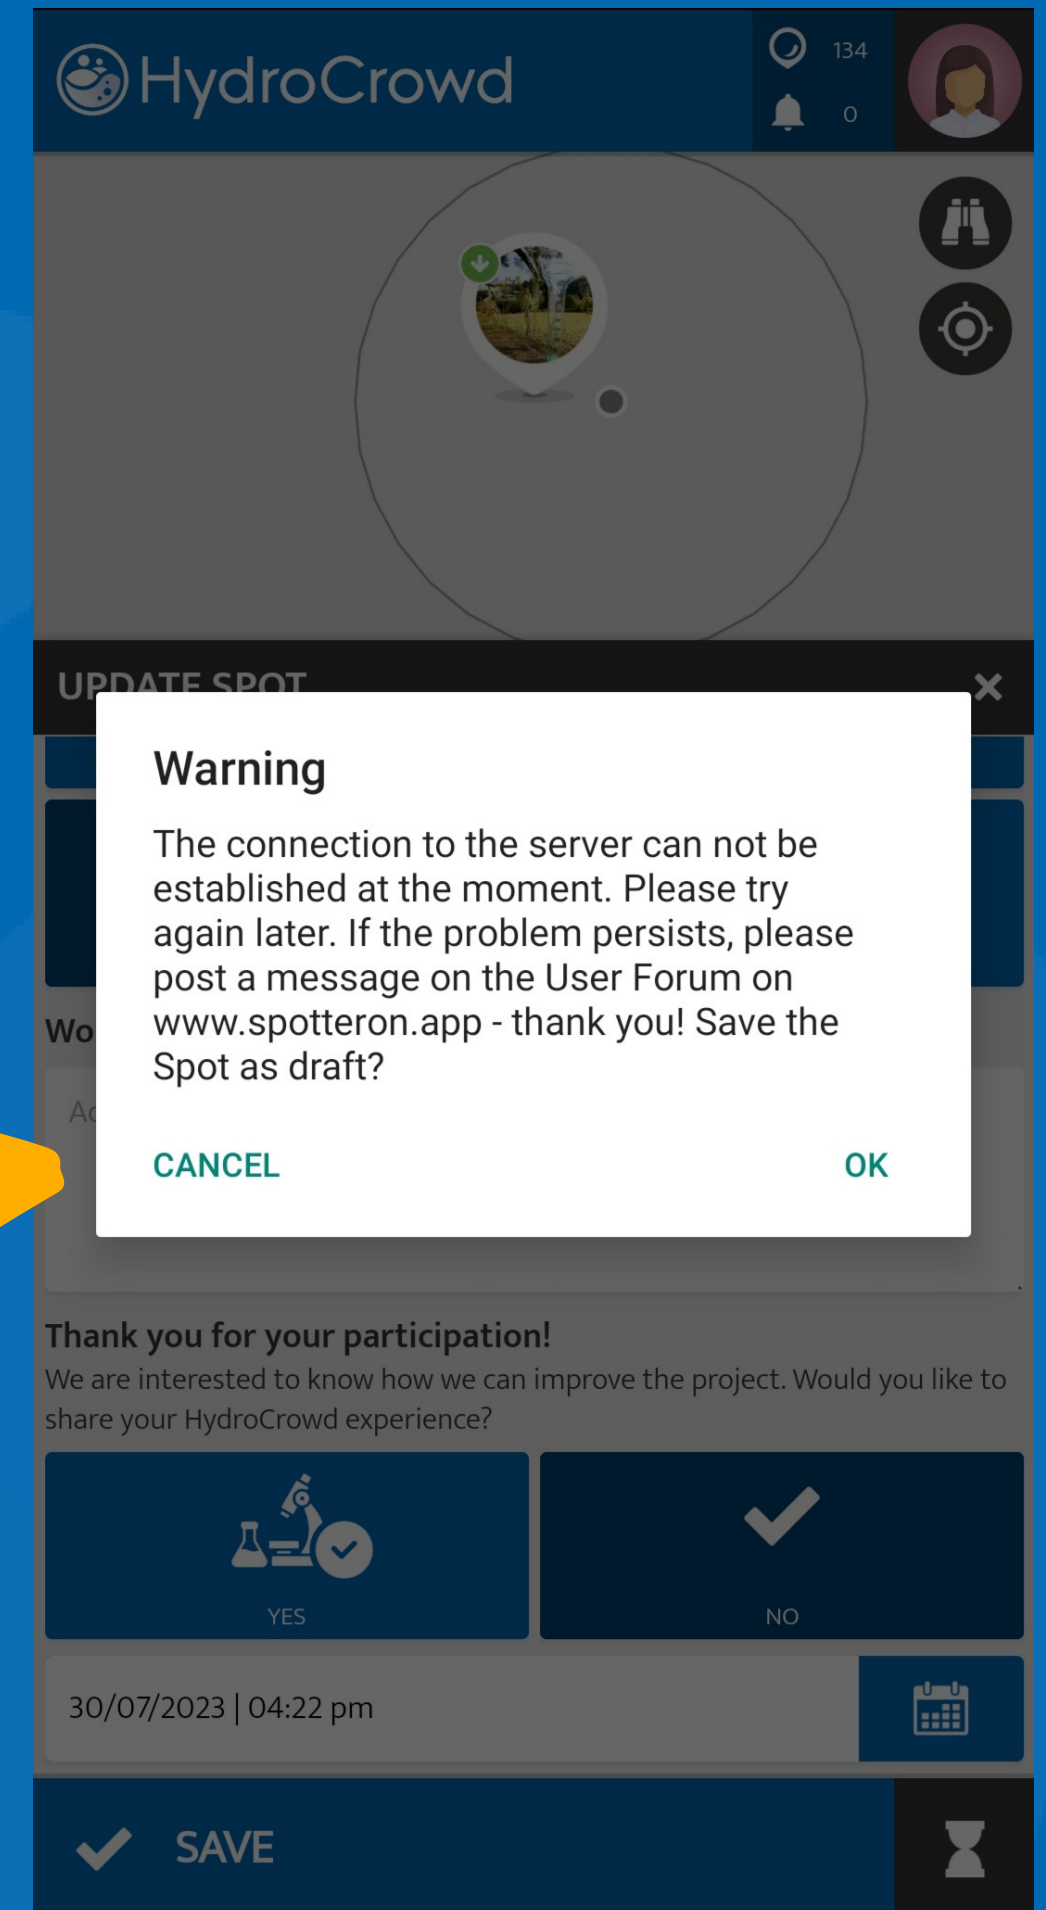 HydroCrowd
134
0
UPDATE SPOT
Warning
The connection to the server can not be
established at the moment. Please try
again later. If the problem persists, please
post a message on the User Forum on
www.spotteron.app - thank you! Save the
Spot as draft?
CANCEL
OK
Thank you for your participation!
We are interested to know how we can improve the project. Would you like to
share your HydroCrowd experience?
YES
NO
30/07/2023 | 04:22 pm
SAVE